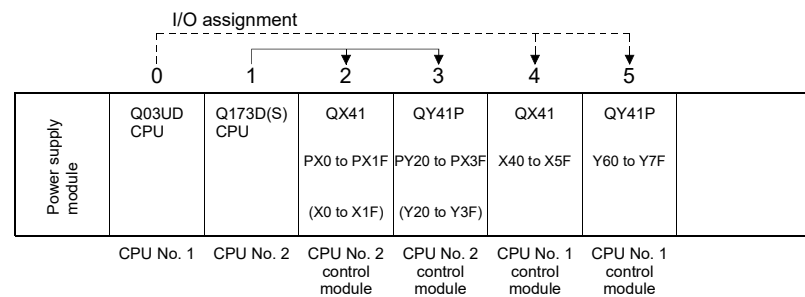 I/O assignment
0 1 2 3 4 5
Power supply
module
Q03UD
CPU
Q173D(S)
CPU
QX41
PX0 to PX1F
(X0 to X1F)
QY41P
PY20 to PX3F
(Y20 to Y3F)
QX41
X40 to X5F
QY41P
Y60 to Y7F
CPU No. 1
CPU No. 2
CPU No. 2
control
module
CPU No. 2
control
module
CPU No. 1
control
module
CPU No. 1
control
module